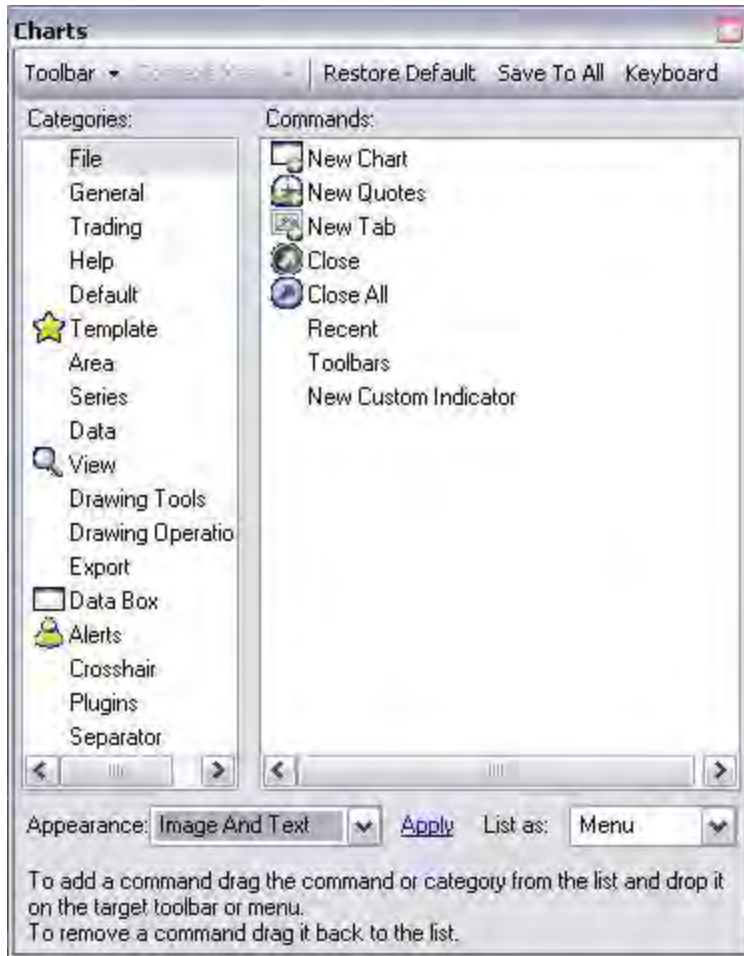 Charts
Toolbar Restore Default Save To All Keyboard
Categories: Commands:
File
General
Trading
Help
Default
Template
Area
Series
Data
View
Drawing Tools
Drawing Operatio
Export
Data Box
Alerts
Crosshair
Plugins
Separator
New Chart
New Quotes
New Tab
Close
Close All
Recent
Toolbars
New Custom Indicator
Appearance: Image And Text Apply List as: Menu
To add a command drag the command or category from the list and drop it
on the target toolbar or menu.
To remove a command drag it back to the list.